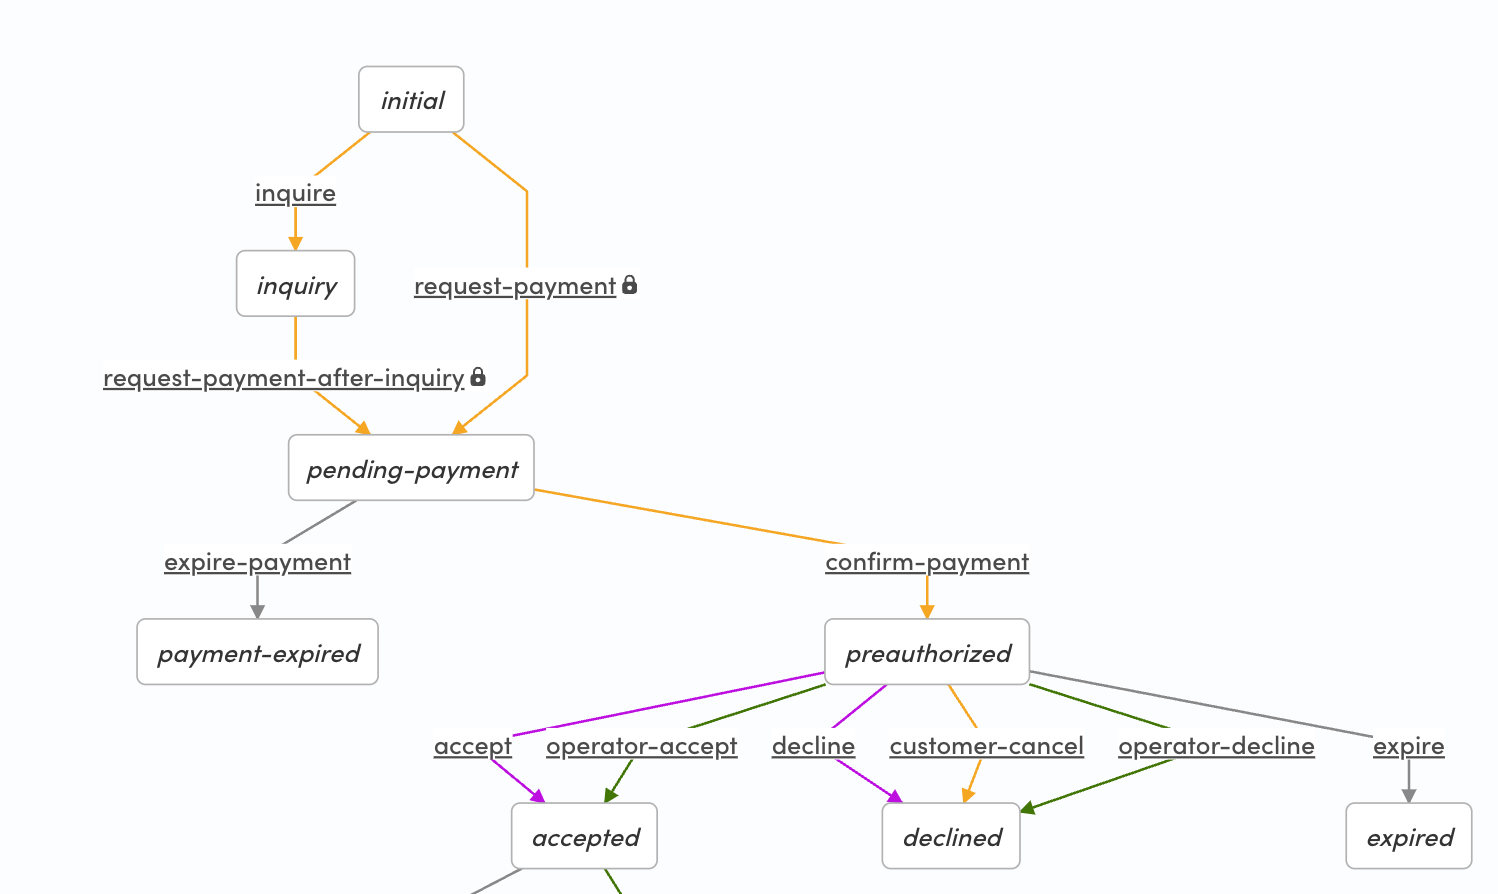 initial
inquire
inquiry
request-payment
request-payment-after-inquiry
pending-payment
expire-payment
confirm-payment
payment-expired
preauthorized
accept
operator-accept
decline
customer-cancel
operator-decline
expire
accepted
declined
expired